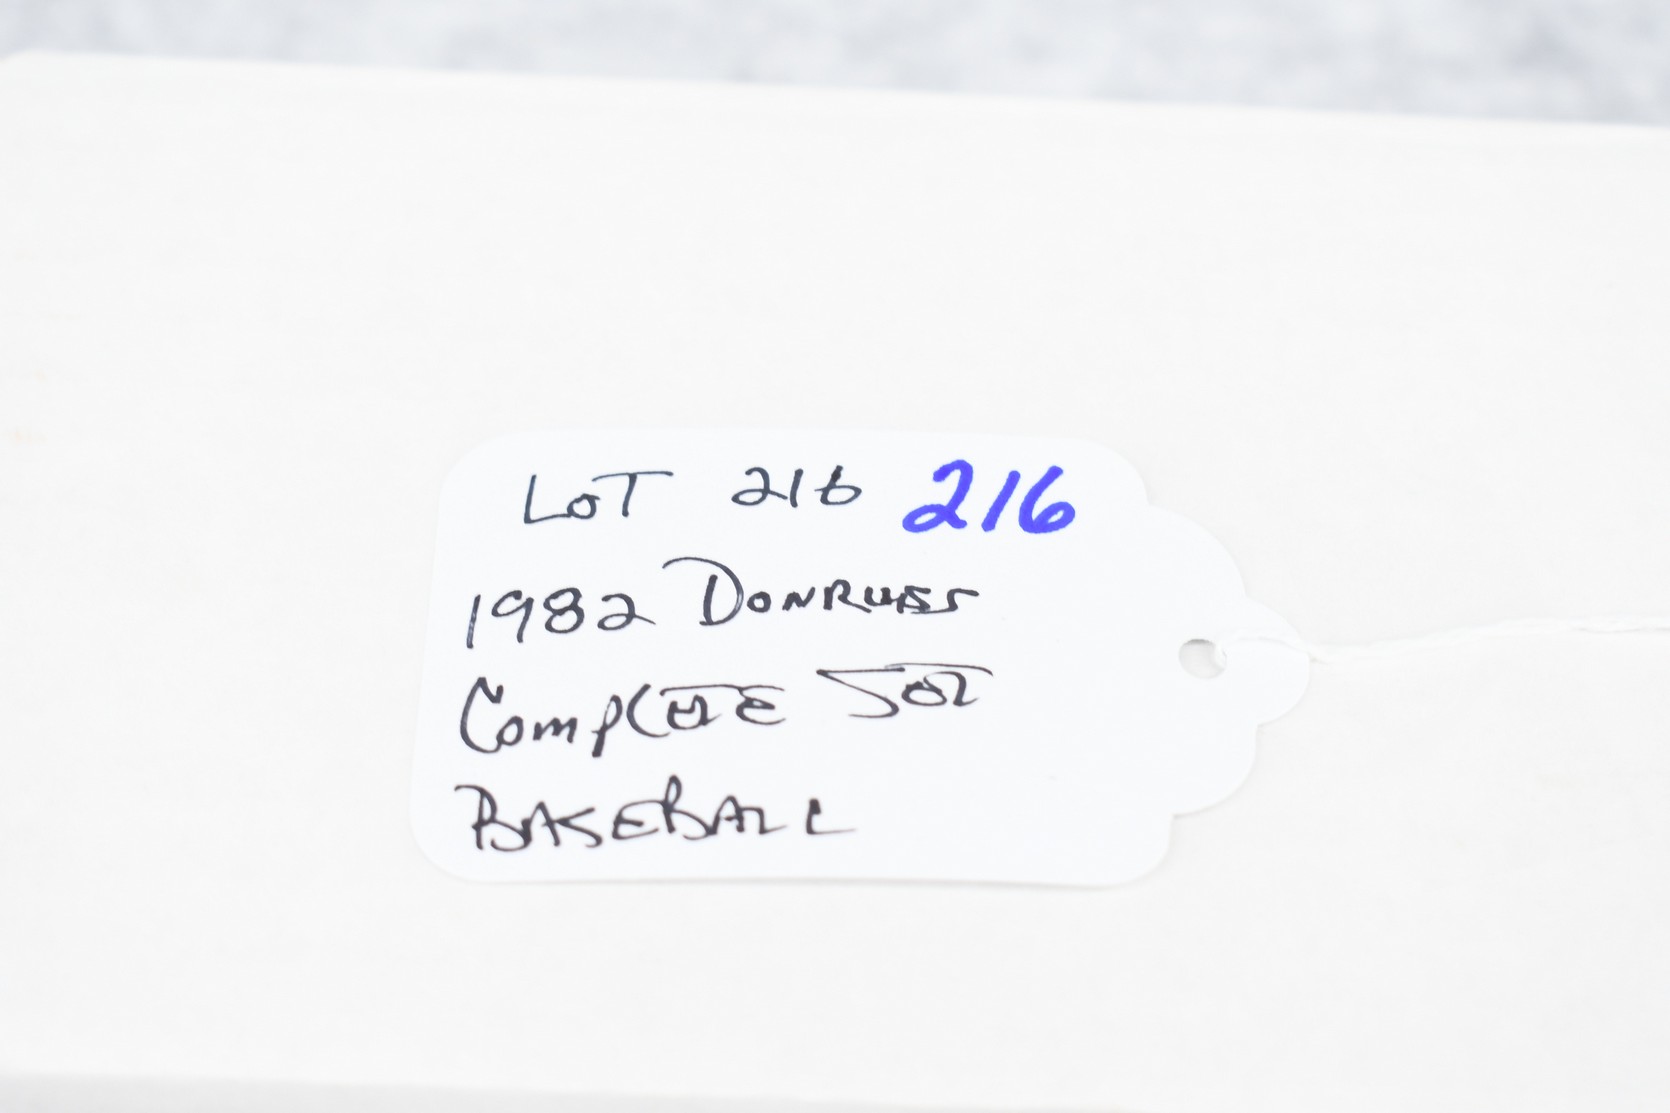 LOT 216 216
1982 DONRUSS
COMPLETE SET
BASEBALL